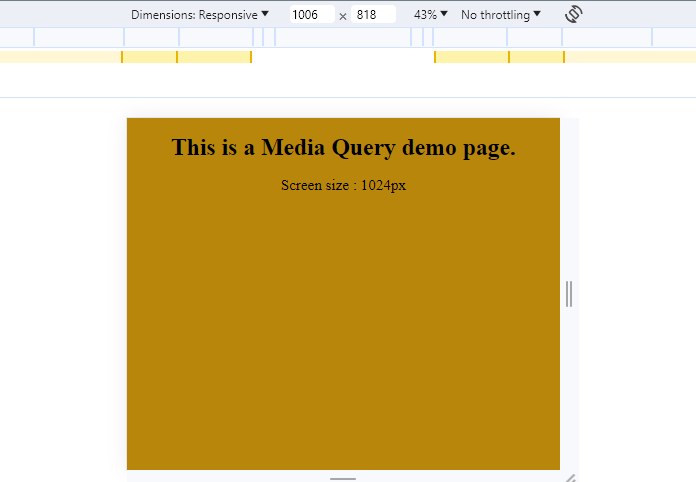 Dimensions: Responsive ▼ 1006 × 818 43% ▼ No throttling ▼
This is a Media Query demo page.
Screen size : 1024px